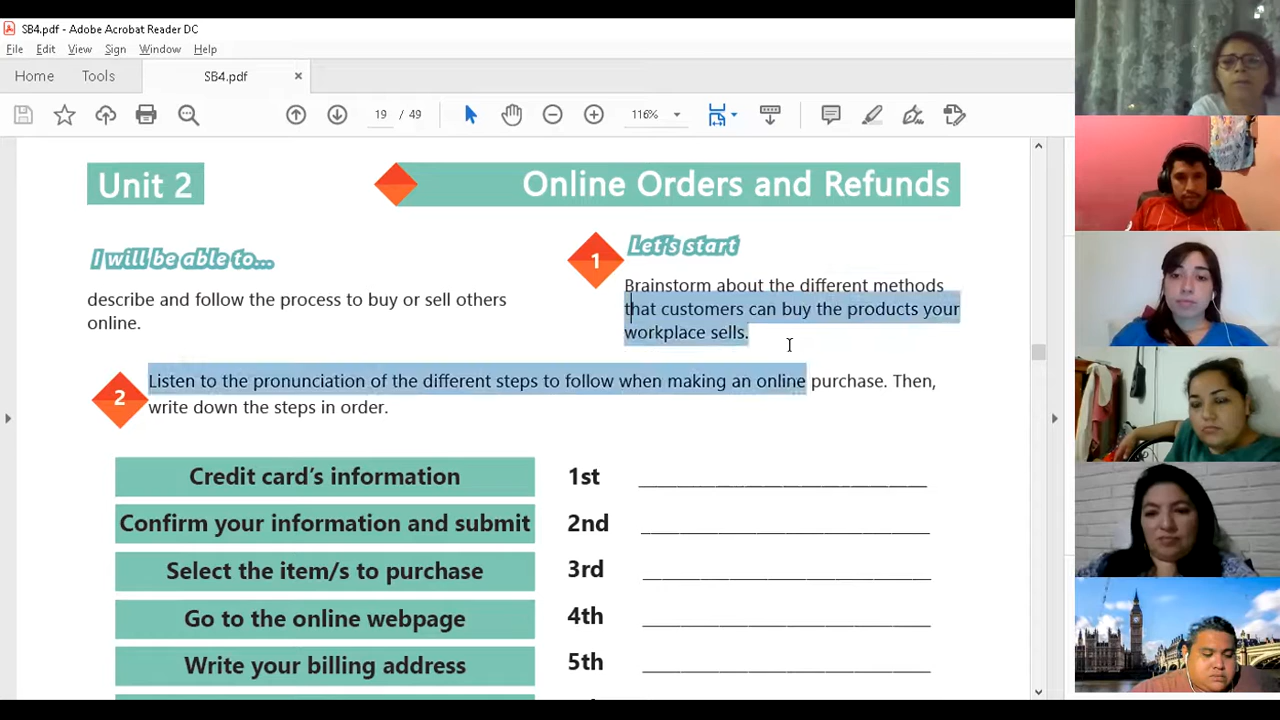 SB4.pdf - Adobe Acrobat Reader DC
File Edit View Sign Window Help
Home Tools SB4.pdf ×
19 / 49 116%
Unit 2
Online Orders and Refunds
I will be able to...
describe and follow the process to buy or sell others
online.
1
Let's start
Brainstorm about the different methods
that customers can buy the products your
workplace sells.
2
Listen to the pronunciation of the different steps to follow when making an online purchase. Then,
write down the steps in order.
Credit card's information
Confirm your information and submit
Select the item/s to purchase
Go to the online webpage
Write your billing address
1st
2nd
3rd
4th
5th